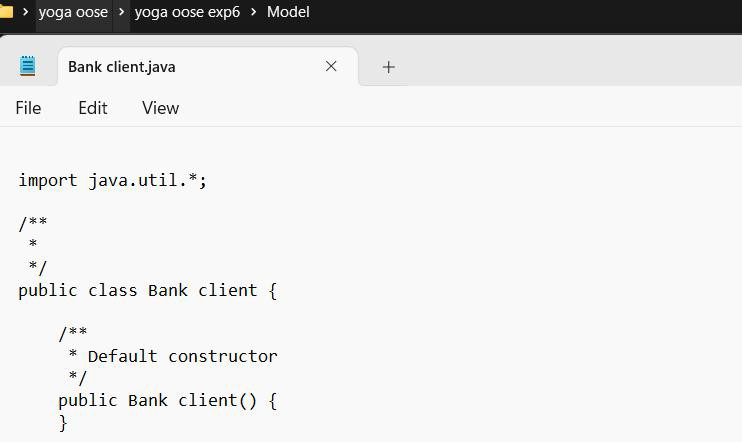 yoga oose > yoga oose exp6 > Model
Bank client.java
File Edit View
import java.util.*;
/**
 *
 */
public class Bank client {
    /**
     * Default constructor
     */
    public Bank client() {
    }